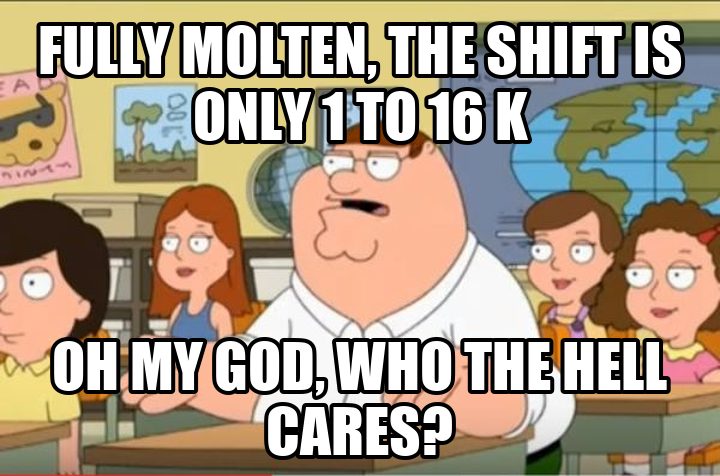 FULLY MOLTEN, THE SHIFT IS
ONLY 1 TO 16 K
OH MY GOD, WHO THE HELL
CARES?